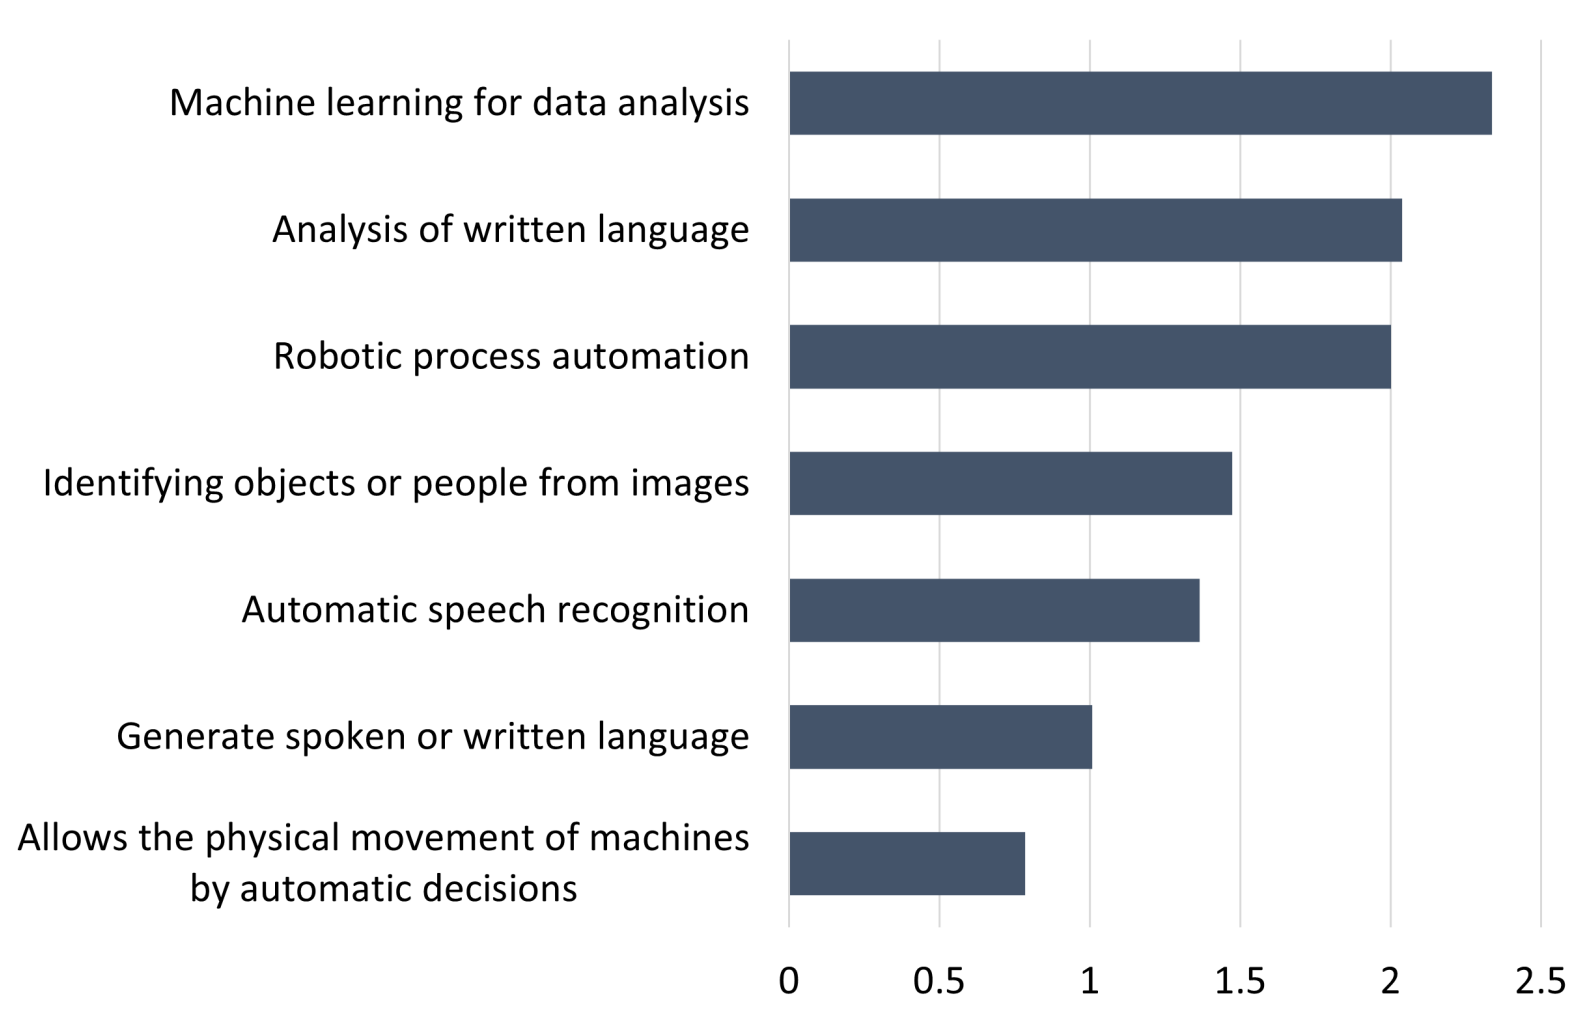 Machine learning for data analysis
Analysis of written language
Robotic process automation
Identifying objects or people from images
Automatic speech recognition
Generate spoken or written language
Allows the physical movement of machines
by automatic decisions
0 0.5 1 1.5 2 2.5